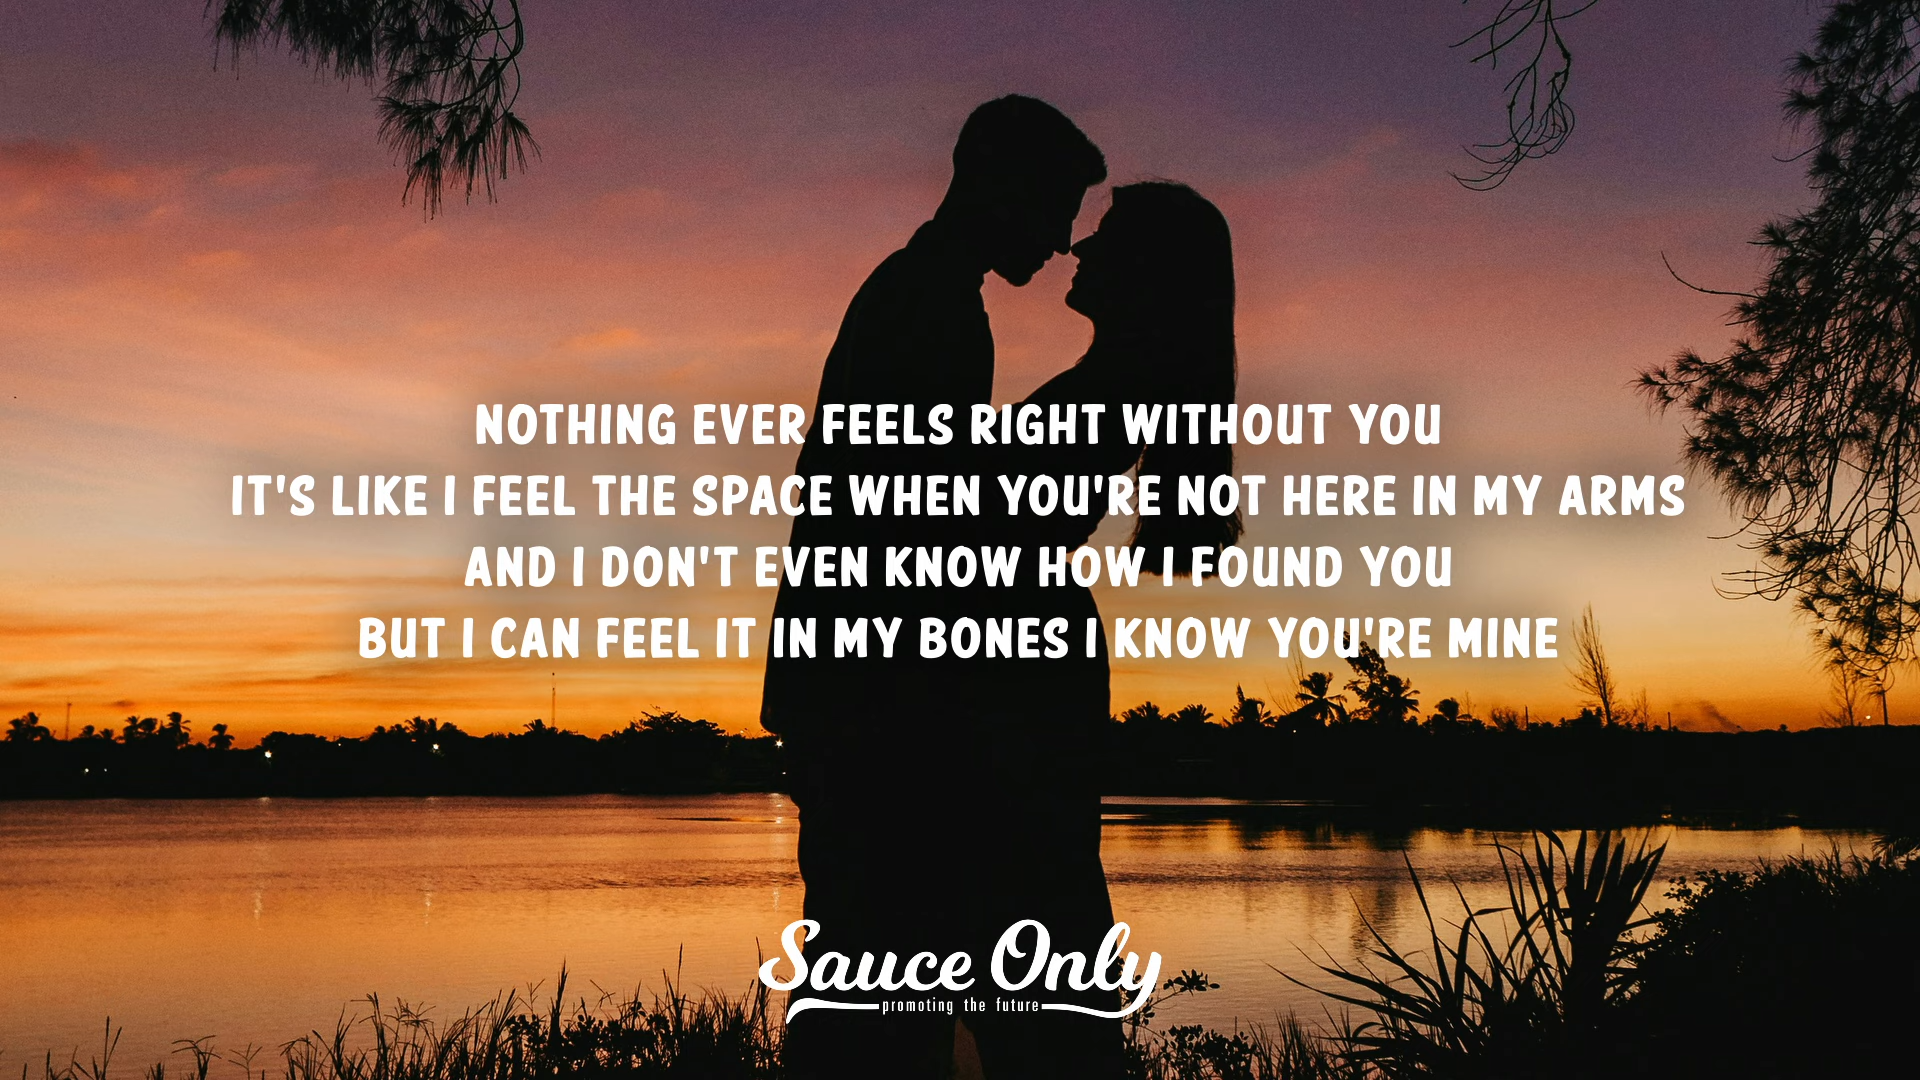 NOTHING EVER FEELS RIGHT WITHOUT YOU
IT'S LIKE I FEEL THE SPACE WHEN YOU'RE NOT HERE IN MY ARMS
AND I DON'T EVEN KNOW HOW I FOUND YOU
BUT I CAN FEEL IT IN MY BONES I KNOW YOU'RE MINE
Sauce Only
promoting the future